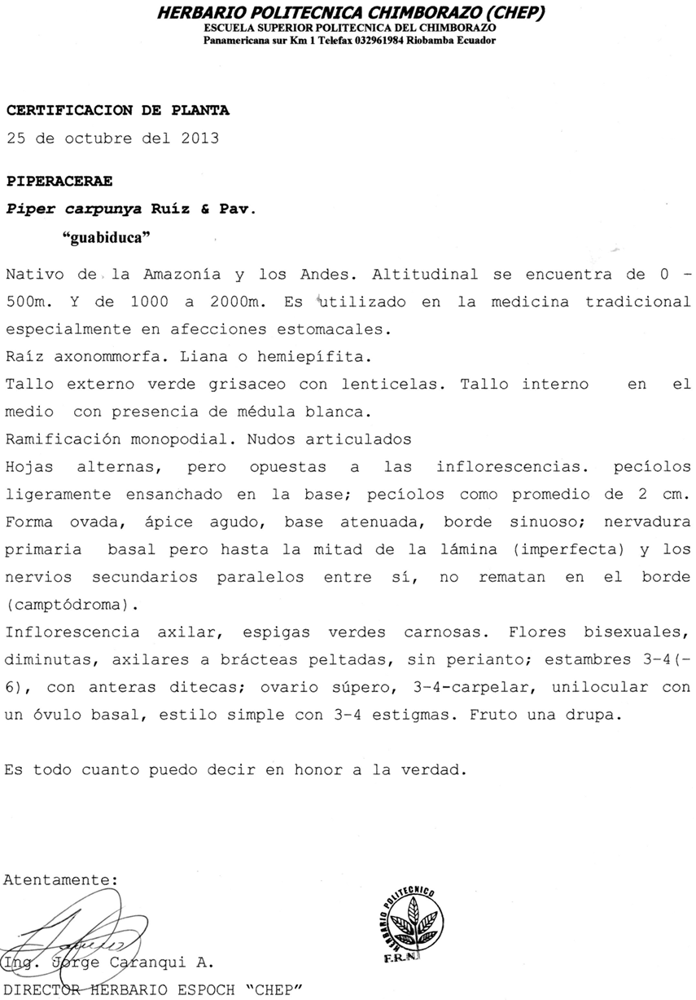 HERBARIO POLITECNICA CHIMBORAZO (CHEP)
ESCUELA SUPERIOR POLITECNICA DEL CHIMBORAZO
Panamericana sur Km 1 Telefax 032961984 Riobamba Ecuador
CERTIFICACION DE PLANTA
25 de octubre del 2013
PIPERACERAE
Piper carpunya Ruíz & Pav.
“guabiduca”
Nativo de la Amazonía y los Andes. Altitudinal se encuentra de 0 –
500m. Y de 1000 a 2000m. Es utilizado en la medicina tradicional
especialmente en afecciones estomacales.
Raíz axonommorfa. Liana o hemiepífita.
Tallo externo verde grisaceo con lenticelas. Tallo interno en el
medio con presencia de médula blanca.
Ramificación monopodial. Nudos articulados
Hojas alternas, pero opuestas a las inflorescencias. pecíolos
ligeramente ensanchado en la base; pecíolos como promedio de 2 cm.
Forma ovada, ápice agudo, base atenuada, borde sinuoso; nervadura
primaria basal pero hasta la mitad de la lámina (imperfecta) y los
nervios secundarios paralelos entre sí, no rematan en el borde
(camptódroma).
Inflorescencia axilar, espigas verdes carnosas. Flores bisexuales,
diminutas, axilares a brácteas peltadas, sin perianto; estambres 3-4(-
6), con anteras ditecas; ovario súpero, 3-4-carpelar, unilocular con
un óvulo basal, estilo simple con 3-4 estigmas. Fruto una drupa.
Es todo cuanto puedo decir en honor a la verdad.
Atentamente:
Ing. Jorge Caranqui A.
DIRECTOR HERBARIO ESPOCH “CHEP”
HERBARIO POLITECNICO
F.R.N